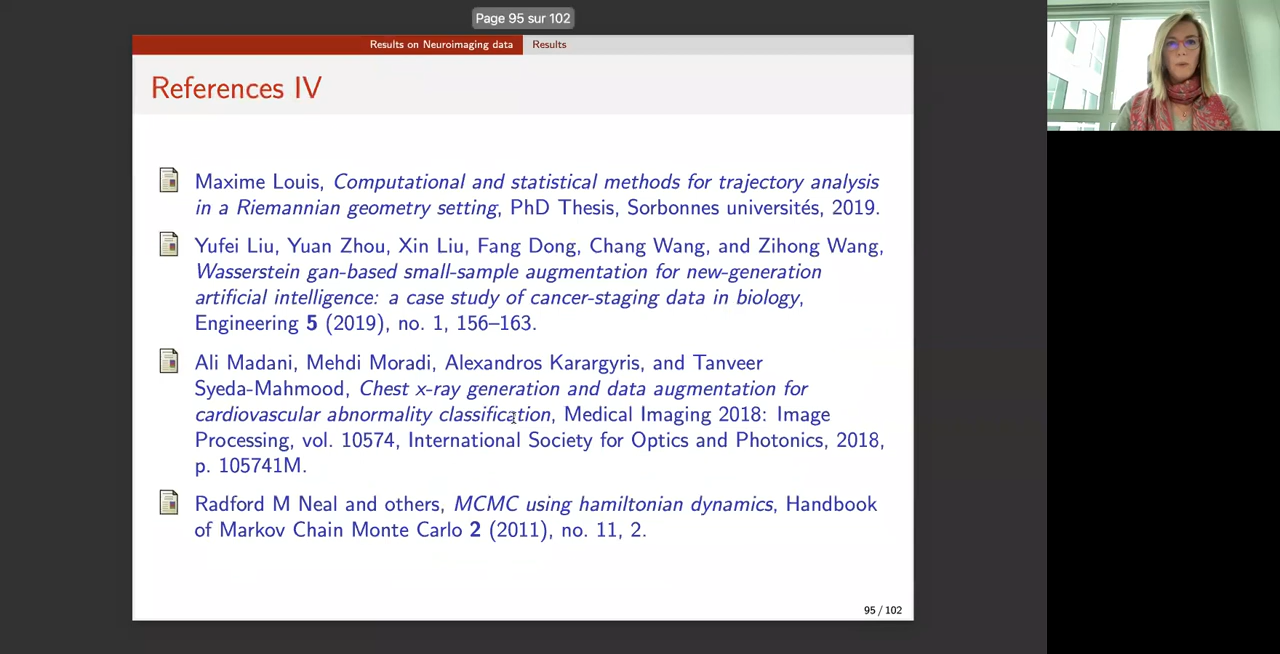 Page 95 sur 102
Results on Neuroimaging data Results
References IV
Maxime Louis, Computational and statistical methods for trajectory analysis
in a Riemannian geometry setting, PhD Thesis, Sorbonnes universités, 2019.
Yufei Liu, Yuan Zhou, Xin Liu, Fang Dong, Chang Wang, and Zihong Wang,
Wasserstein gan-based small-sample augmentation for new-generation
artificial intelligence: a case study of cancer-staging data in biology,
Engineering 5 (2019), no. 1, 156–163.
Ali Madani, Mehdi Moradi, Alexandros Karargyris, and Tanveer
Syeda-Mahmood, Chest x-ray generation and data augmentation for
cardiovascular abnormality classification, Medical Imaging 2018: Image
Processing, vol. 10574, International Society for Optics and Photonics, 2018,
p. 105741M.
Radford M Neal and others, MCMC using hamiltonian dynamics, Handbook
of Markov Chain Monte Carlo 2 (2011), no. 11, 2.
95 / 102